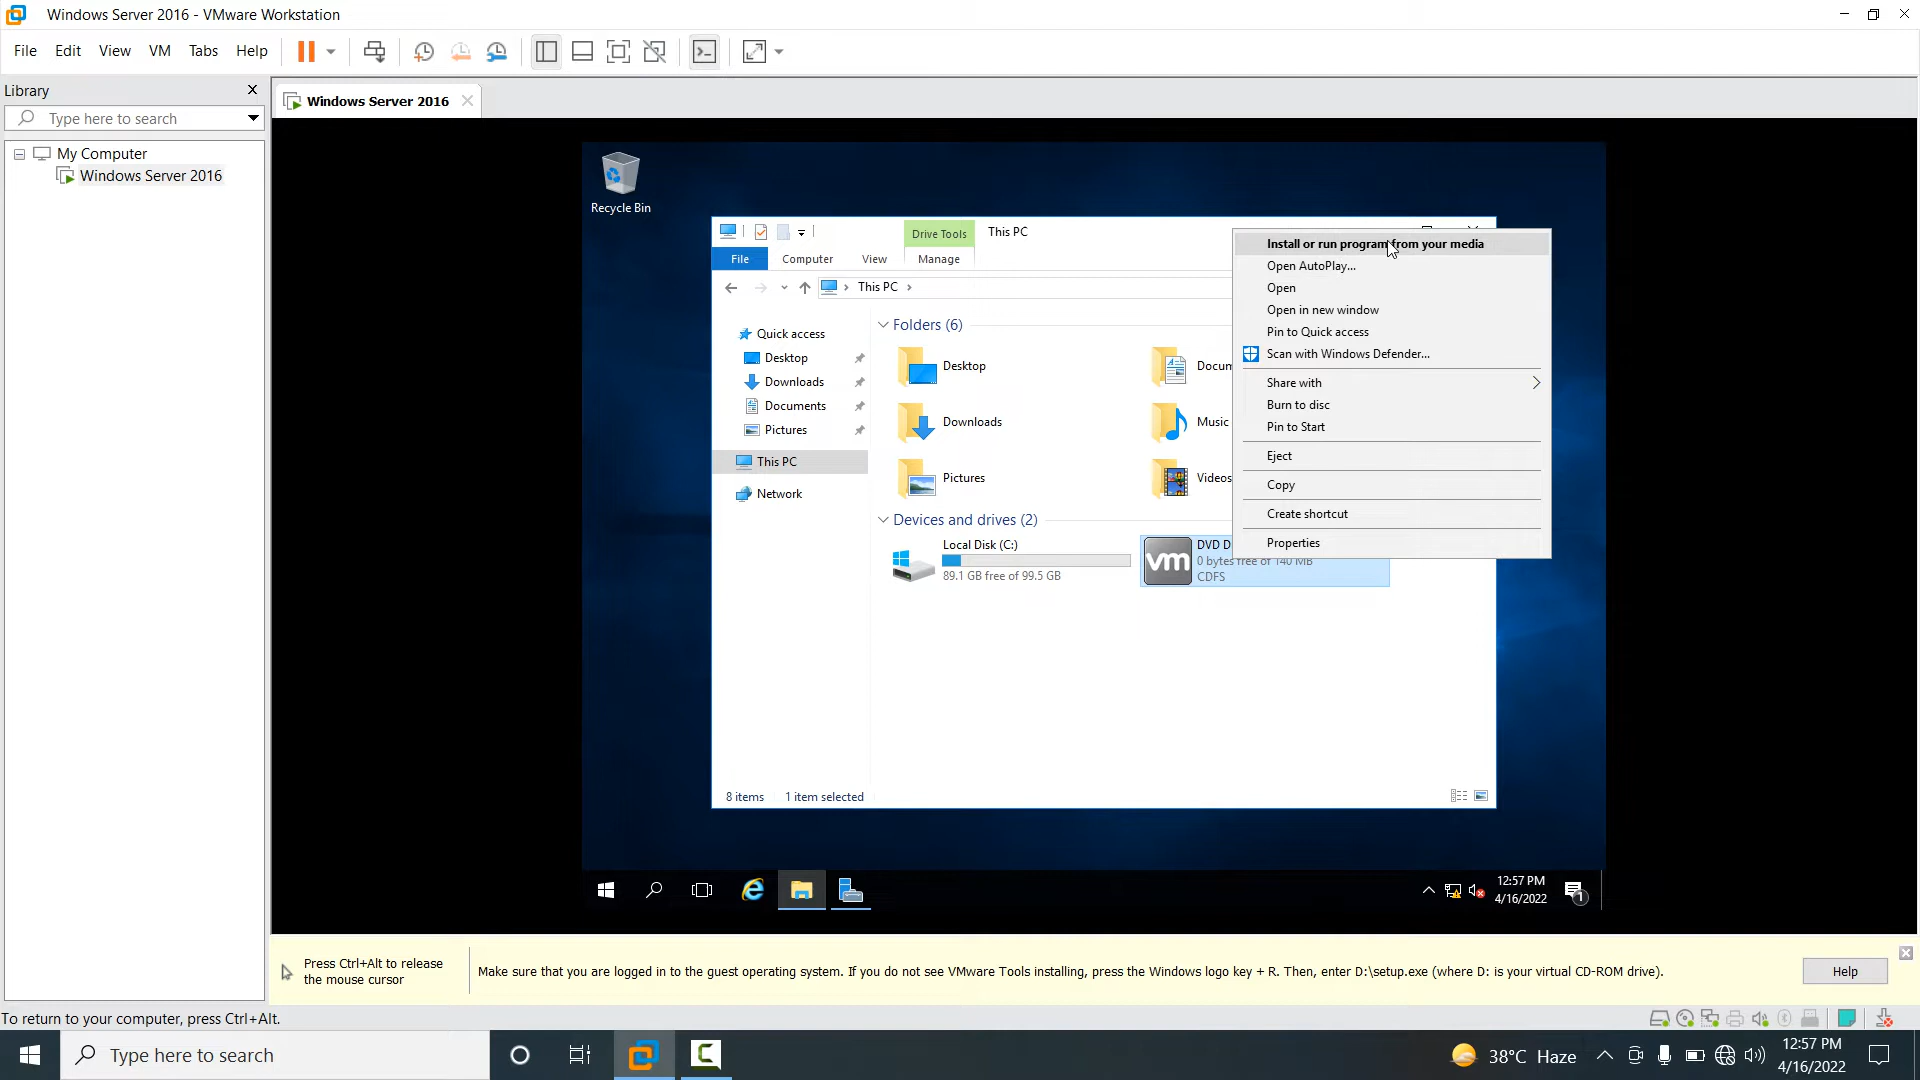 Windows Server 2016 - VMware Workstation
File Edit View VM Tabs Help
Library
Type here to search
My Computer
Windows Server 2016
Windows Server 2016
Recycle Bin
Drive Tools
This PC
File
Computer
View
Manage
This PC
Quick access
Desktop
Downloads
Documents
Pictures
This PC
Network
Folders (6)
Desktop
Docum
Downloads
Music
Pictures
Videos
Devices and drives (2)
Local Disk (C:)
89.1 GB free of 99.5 GB
vm
DVD D
0 bytes free of 140 MB
CDFS
8 items
1 item selected
Install or run program from your media
Open AutoPlay...
Open
Open in new window
Pin to Quick access
Scan with Windows Defender...
Share with
Burn to disc
Pin to Start
Eject
Copy
Create shortcut
Properties
12:57 PM
4/16/2022
1
Press Ctrl+Alt to release
the mouse cursor
Make sure that you are logged in to the guest operating system. If you do not see VMware Tools installing, press the Windows logo key + R. Then, enter D:\setup.exe (where D: is your virtual CD-ROM drive).
Help
To return to your computer, press Ctrl+Alt.
Type here to search
38°C Haze
12:57 PM
4/16/2022